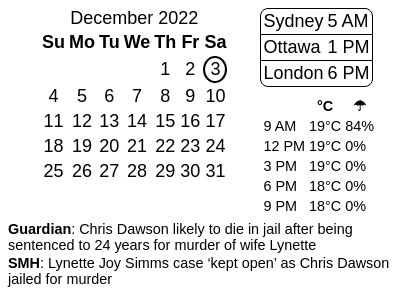 December 2022
Su Mo Tu We Th Fr Sa
1 2 3
4 5 6 7 8 9 10
11 12 13 14 15 16 17
18 19 20 21 22 23 24
25 26 27 28 29 30 31
Sydney 5 AM
Ottawa 1 PM
London 6 PM
°C ☂
9 AM 19°C 84%
12 PM 19°C 0%
3 PM 19°C 0%
6 PM 18°C 0%
9 PM 18°C 0%
Guardian: Chris Dawson likely to die in jail after being
sentenced to 24 years for murder of wife Lynette
SMH: Lynette Joy Simms case ‘kept open’ as Chris Dawson
jailed for murder